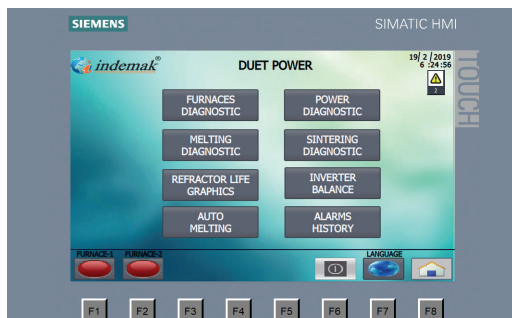 SIEMENS
SIMATIC HMI
TOUCH
indemak®
DUET POWER
19/ 2 /2019
6 :24:56
2
FURNACES
DIAGNOSTIC
POWER
DIAGNOSTIC
MELTING
DIAGNOSTIC
SINTERING
DIAGNOSTIC
REFRACTOR LIFE
GRAPHICS
INVERTER
BALANCE
AUTO
MELTING
ALARMS
HISTORY
FURNACE-1
FURNACE-2
LANGUAGE
F1
F2
F3
F4
F5
F6
F7
F8